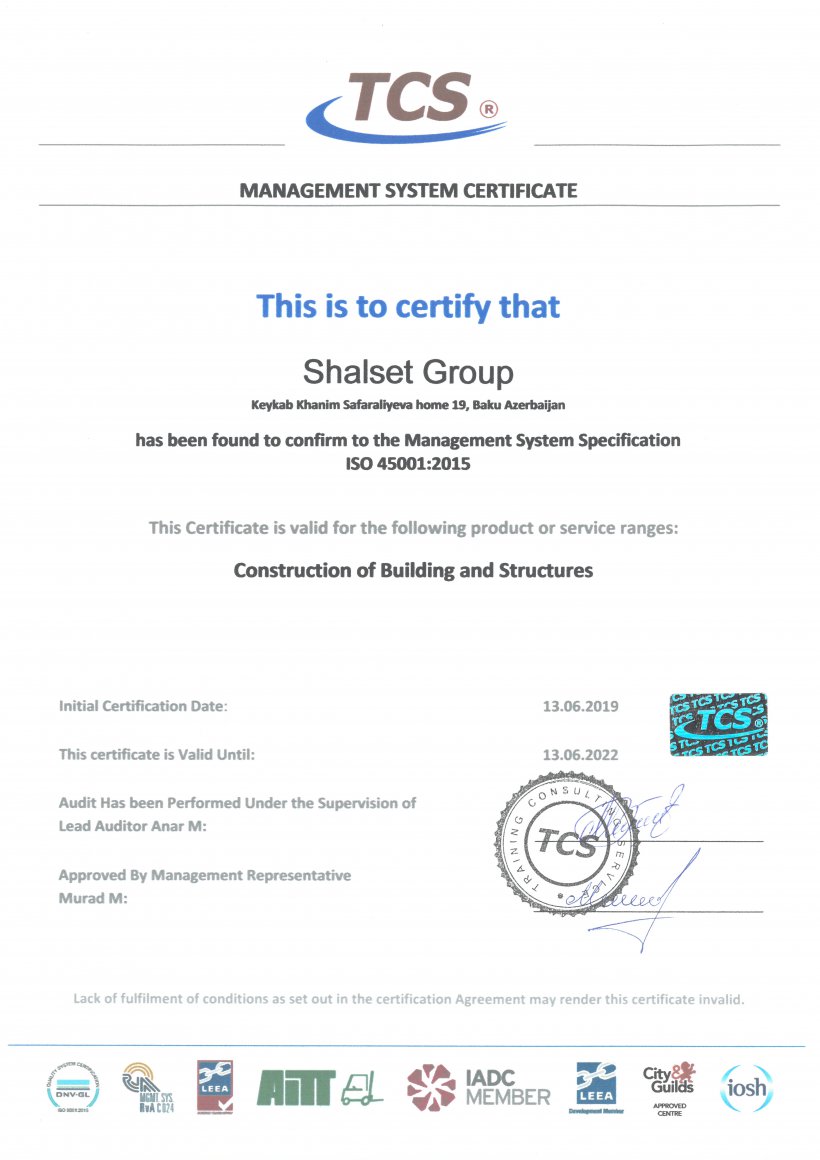 TCS ®
MANAGEMENT SYSTEM CERTIFICATE
This is to certify that
Shalset Group
Keykab Khanim Safaraliyeva home 19, Baku Azerbaijan
has been found to confirm to the Management System Specification
ISO 45001:2015
This Certificate is valid for the following product or service ranges:
Construction of Building and Structures
Initial Certification Date: 13.06.2019
TCS ®
This certificate is Valid Until: 13.06.2022
Audit Has been Performed Under the Supervision of
Lead Auditor Anar M:
TRAINING CONSULTING
TCS
Approved By Management Representative
Murad M:
Lack of fulfilment of conditions as set out in the certification Agreement may render this certificate invalid.
QUALITY SYSTEM CERTIFICATION
DNV·GL
ISO 9001:2015
RvA
MGMT SYS.
RvA C 024
LEEA
AiTT
IADC
MEMBER
LEEA
Development Member
City & Guilds
APPROVED
CENTRE
iosh